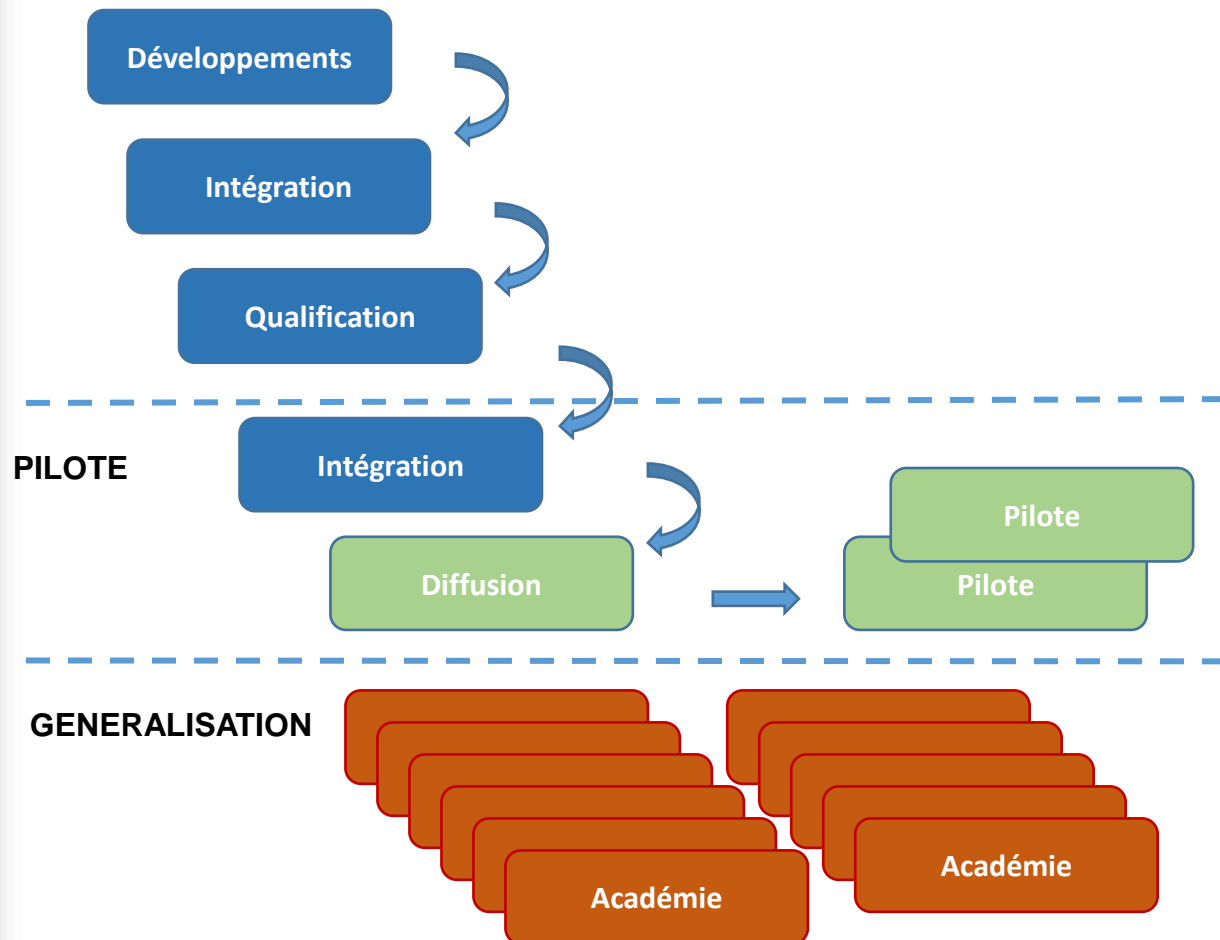 Développements
Intégration
Qualification
PILOTE
Intégration
Pilote
Diffusion
Pilote
GENERALISATION
Académie
Académie